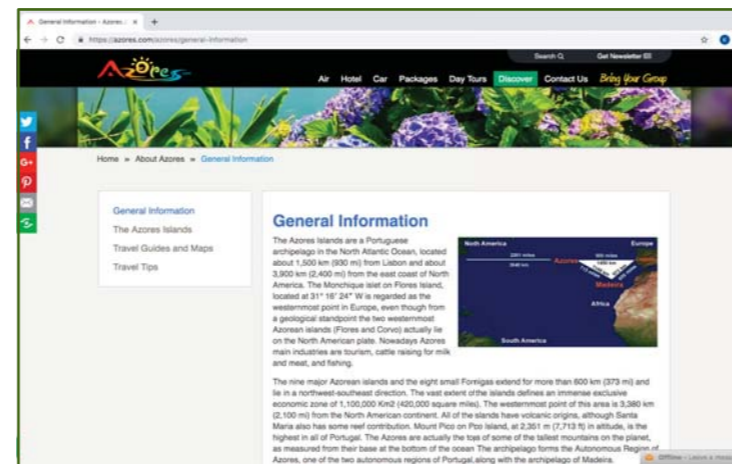 General Information - Azores.c
https://azores.com/azores/general-information
Search
Get Newsletter
Azores
Air Hotel Car Packages Day Tours Discover Contact Us Bring Your Group
Home » About Azores » General Information
General Information
The Azores Islands
Travel Guides and Maps
Travel Tips
General Information
The Azores Islands are a Portuguese
archipelago in the North Atlantic Ocean, located
about 1,500 km (930 mi) from Lisbon and about
3,900 km (2,400 mi) from the east coast of North
America. The Monchique islet on Flores Island,
located at 31° 16' 24" W is regarded as the
westernmost point in Europe, even though from
a geological standpoint the two westernmost
Azorean islands (Flores and Corvo) actually lie
on the North American plate. Nowadays Azores
main industries are tourism, cattle raising for milk
and meat, and fishing.
North America
Europe
Azores
Madeira
Africa
South America
The nine major Azorean islands and the eight small Formigas extend for more than 600 km (373 mi) and
lie in a northwest-southeast direction. The vast extent ofthe islands defines an immense exclusive
economic zone of 1,100,000 Km2 (420,000 square miles). The westernmost point of this area is 3,380 km
(2,100 mi) from the North American continent. All of the slands have volcanic origins, although Santa
Maria also has some reef contribution. Mount Pico on Pco Island, at 2,351 m (7,713 ft) in altitude, is the
highest in all of Portugal. The Azores are actually the tops of some of the tallest mountains on the planet,
as measured from their base at the bottom of the ocean The archipelago forms the Autonomous Region of
Azores, one of the two autonomous regions of Portugal,along with the archipelago of Madeira.
Offline - Leave a messa